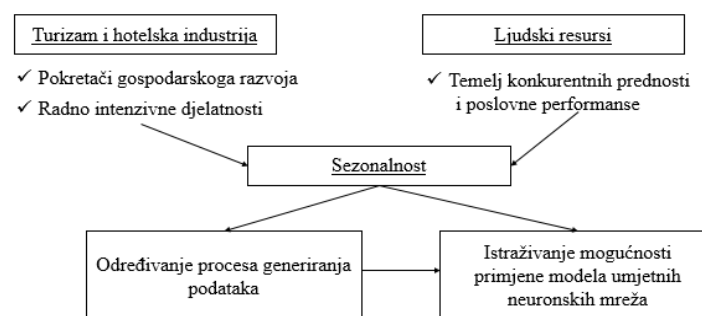 Turizam i hotelska industrija
Ljudski resursi
✓ Pokretači gospodarskoga razvoja
✓ Radno intenzivne djelatnosti
✓ Temelj konkurentnih prednosti
i poslovne performanse
Sezonalnost
Određivanje procesa generiranja
podataka
Istraživanje mogućnosti
primjene modela umjetnih
neuronskih mreža